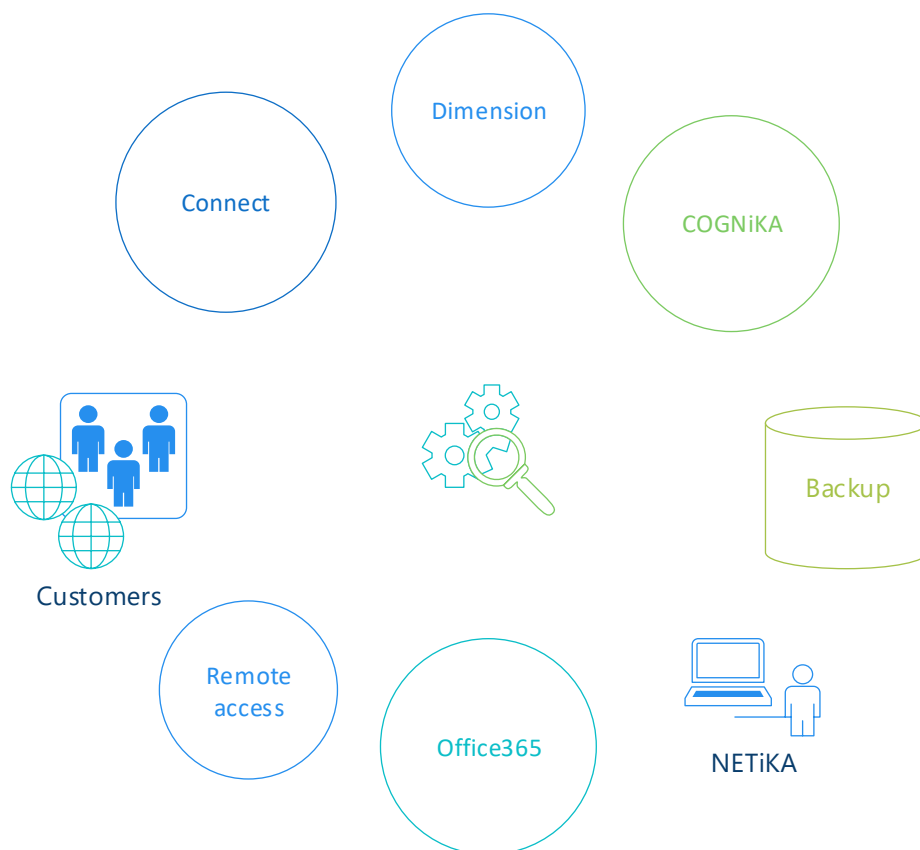 Dimension
Connect
COGNiKA
Backup
Customers
Remote
access
Office365
NETiKA